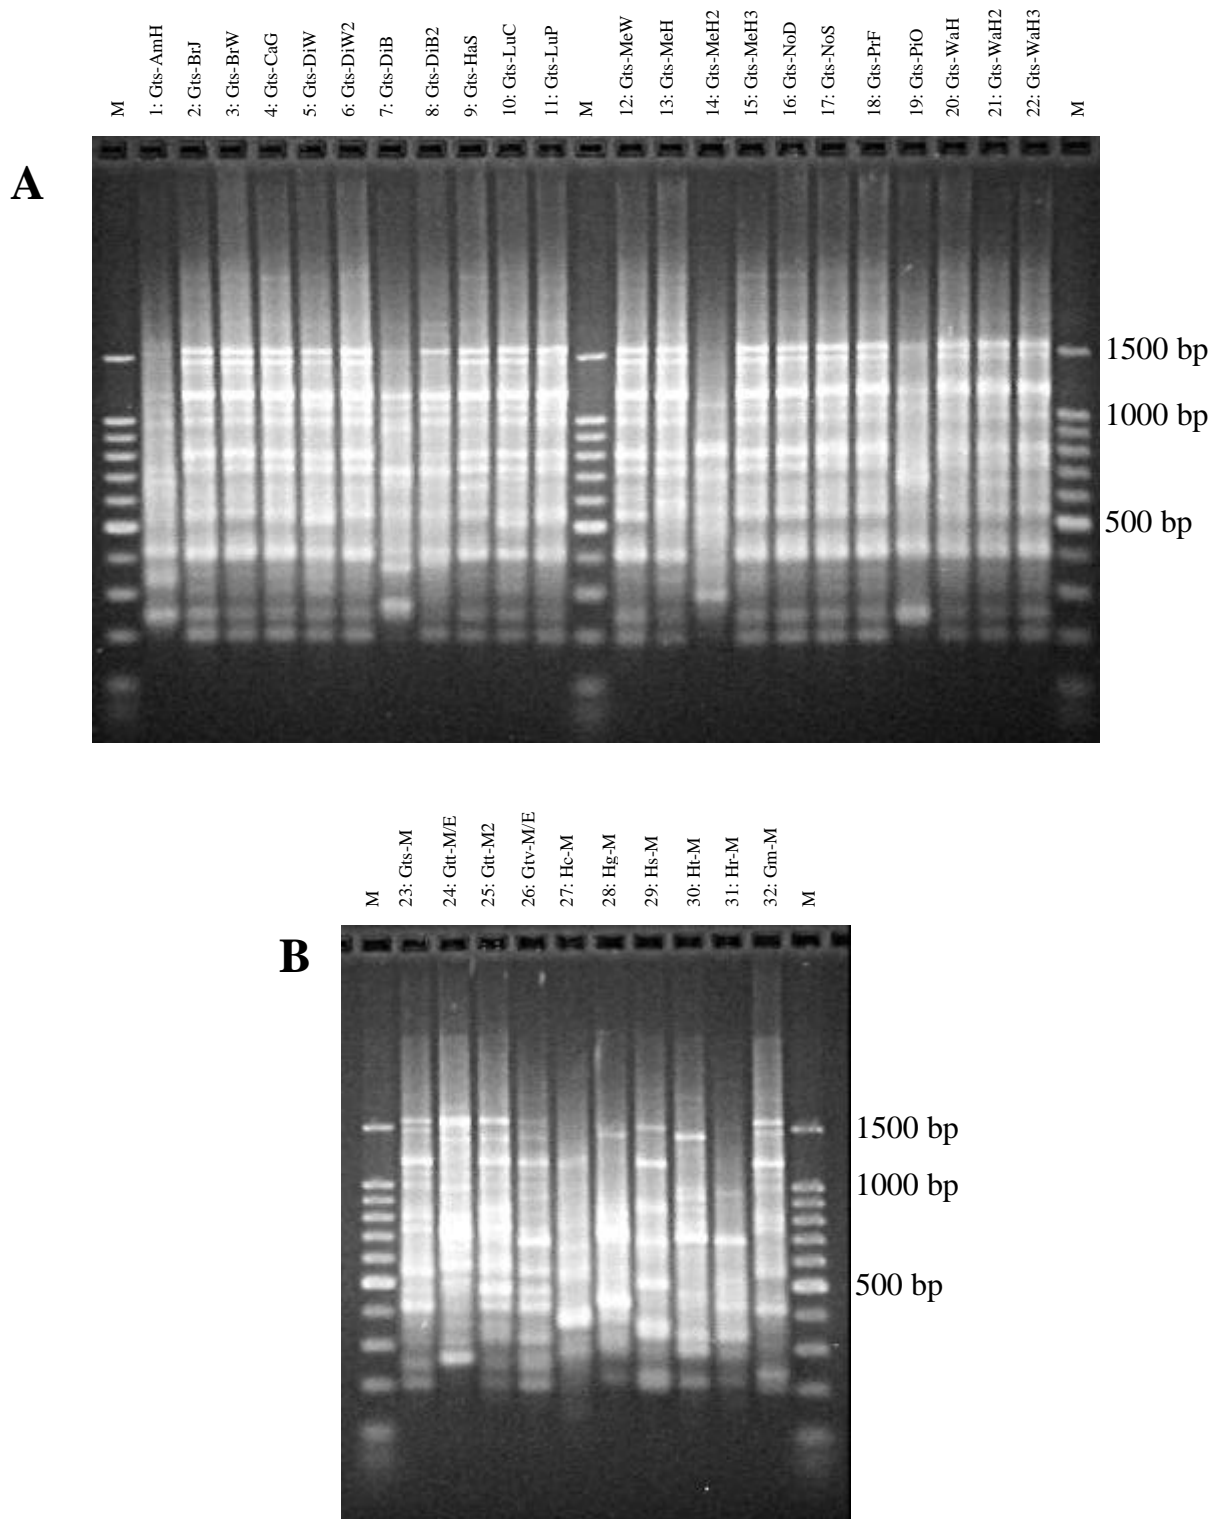 M
1: Gts-AmH
2: Gts-BrJ
3: Gts-BrW
4: Gts-CaG
5: Gts-DiW
6: Gts-DiW2
7: Gts-DiB
8: Gts-DiB2
9: Gts-HaS
10: Gts-LuC
11: Gts-LuP
M
12: Gts-MeW
13: Gts-MeH
14: Gts-MeH2
15: Gts-MeH3
16: Gts-NoD
17: Gts-NoS
18: Gts-PrF
19: Gts-PiO
20: Gts-WaH
21: Gts-WaH2
22: Gts-WaH3
M
A
1500 bp
1000 bp
500 bp
M
23: Gts-M
24: Gtt-M/E
25: Gtt-M2
26: Gtv-M/E
27: Hc-M
28: Hg-M
29: Hs-M
30: Ht-M
31: Hr-M
32: Gm-M
M
B
1500 bp
1000 bp
500 bp